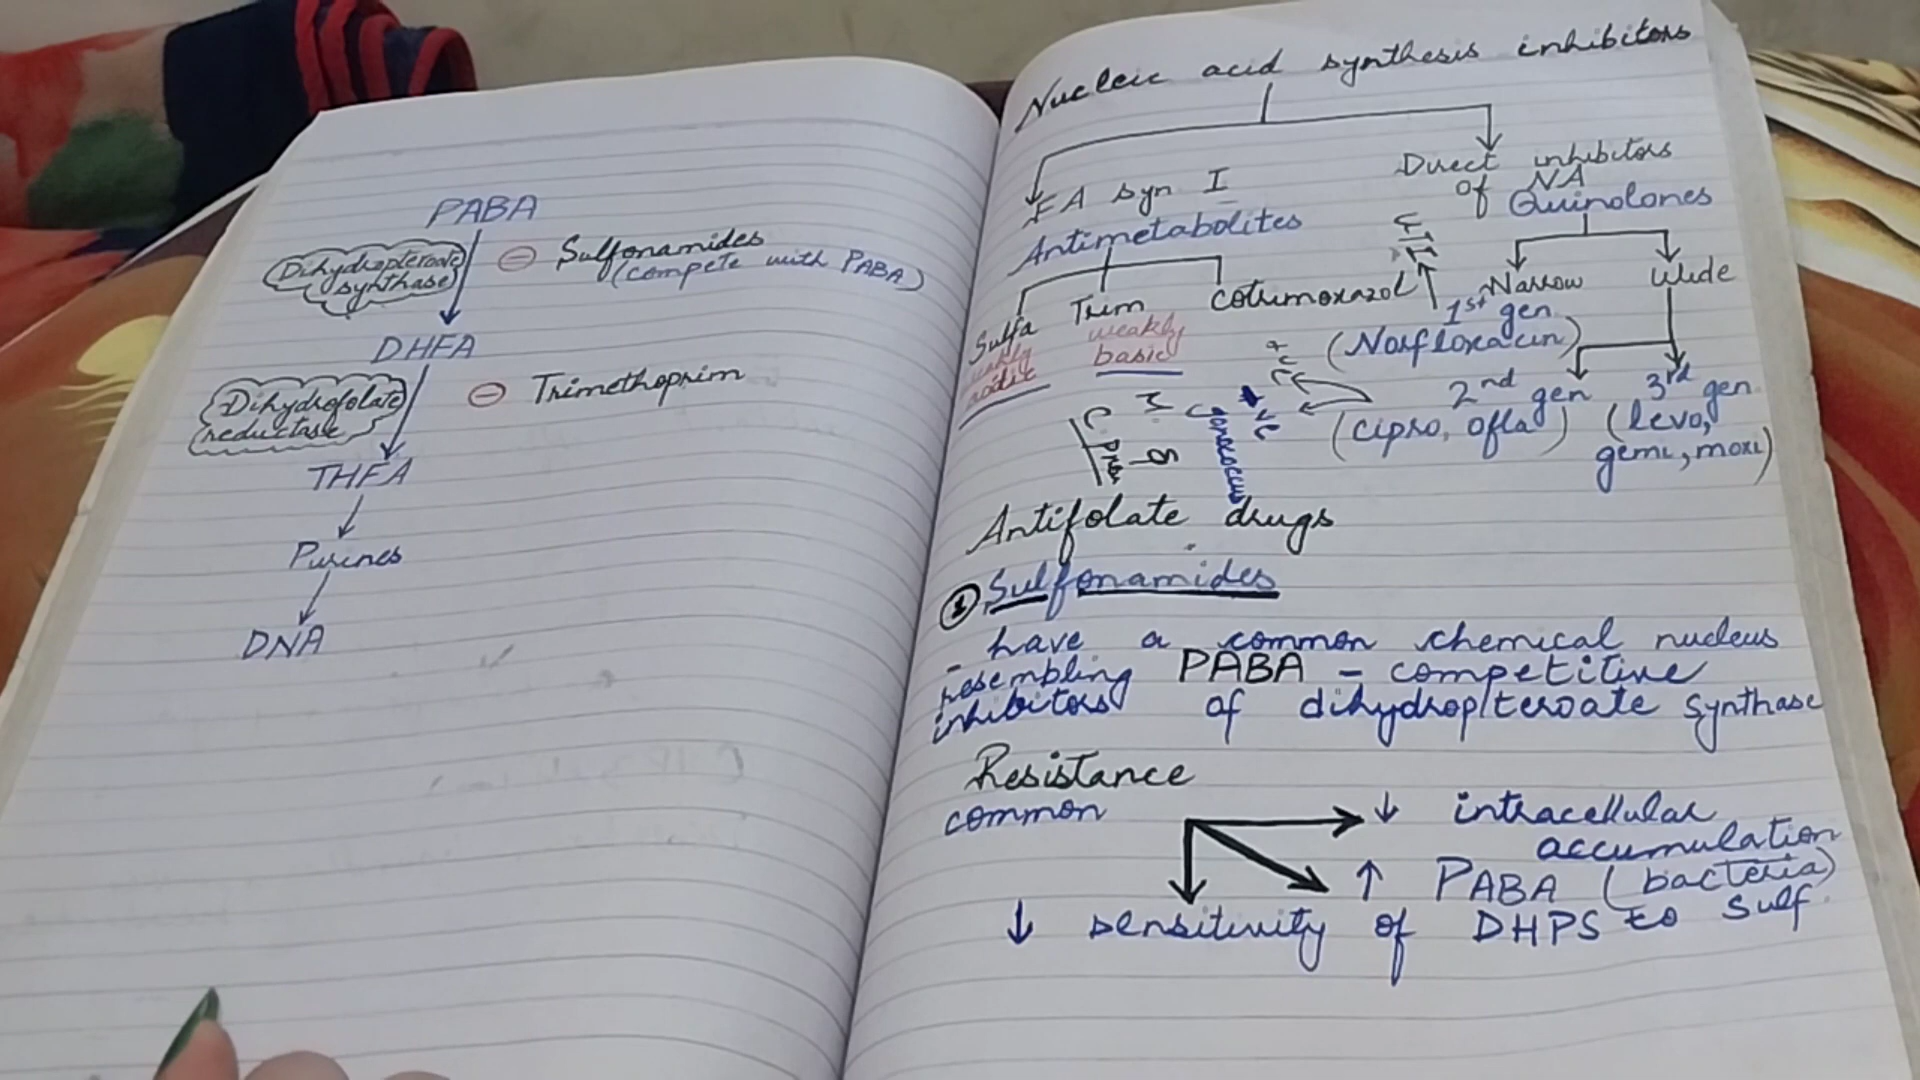 PABA
Dihydropteroate
synthase
Sulfonamides
(compete with PABA)
DHFA
Dihydrofolate
reductase
Trimethoprim
THFA
Purines
DNA
Nucleic acid synthesis inhibitors
FA syn I
Antimetabolites
Direct inhibitors
of NA
Quinolones
Sulfa
Trim
Cotrimoxazol
weakly
basic
Narrow
1st gen
(Norfloxacin)
Wide
2nd gen
(cipro, ofla)
3rd gen
(levo,
gemi, moxi)
gonococcus
Antifolate drugs
1 Sulfonamides
- have a common chemical nucleus
resembling PABA - competitive
inhibitors of dihydropteroate synthase
Resistance
common
↓ intracellular
accumulation
↑ PABA (bacteria)
↓ sensitivity of DHPS to sulf.